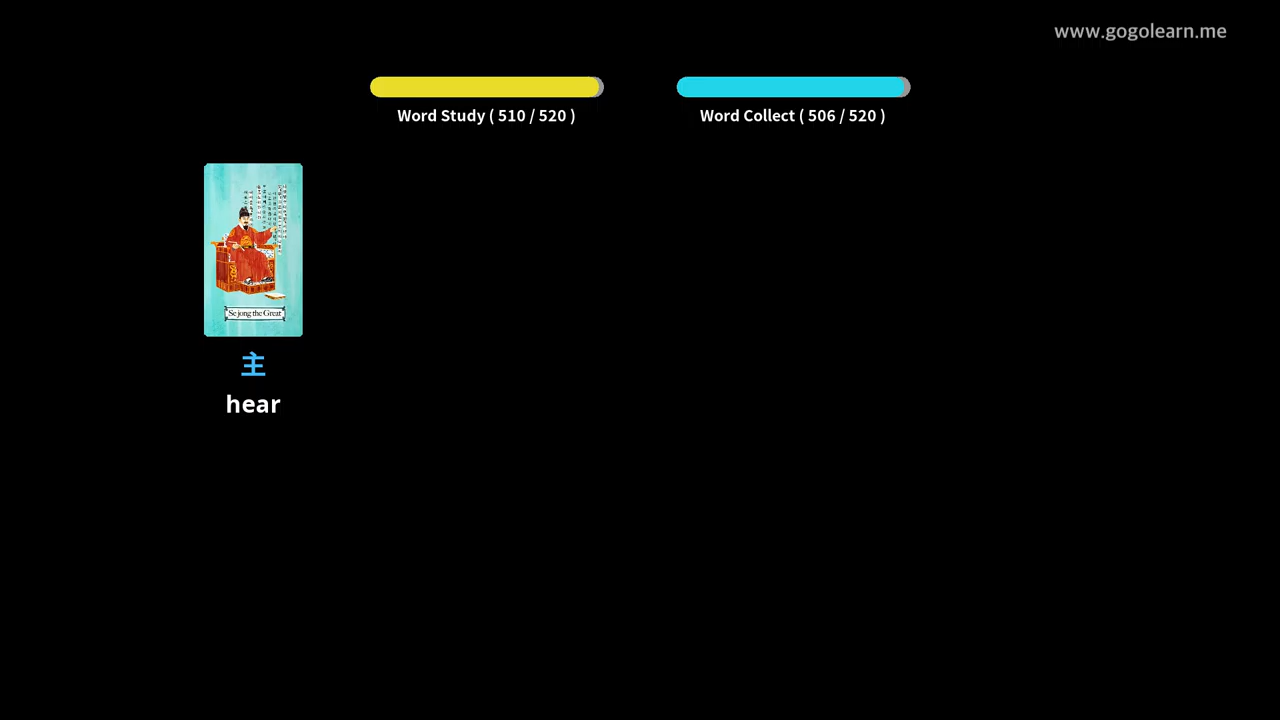 www.gogolearn.me
Word Study ( 510 / 520 )
Word Collect ( 506 / 520 )
Sejong the Great
主
hear